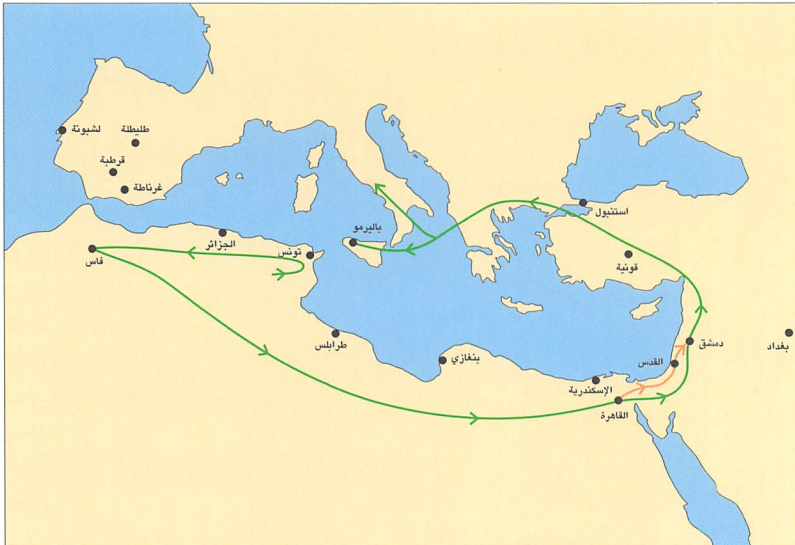 لشبونة
طليطلة
قرطبة
غرناطة
استنبول
باليرمو
الجزائر
تونس
فاس
قونية
طرابلس
بنغازي
القدس
دمشق
بغداد
الإسكندرية
القاهرة